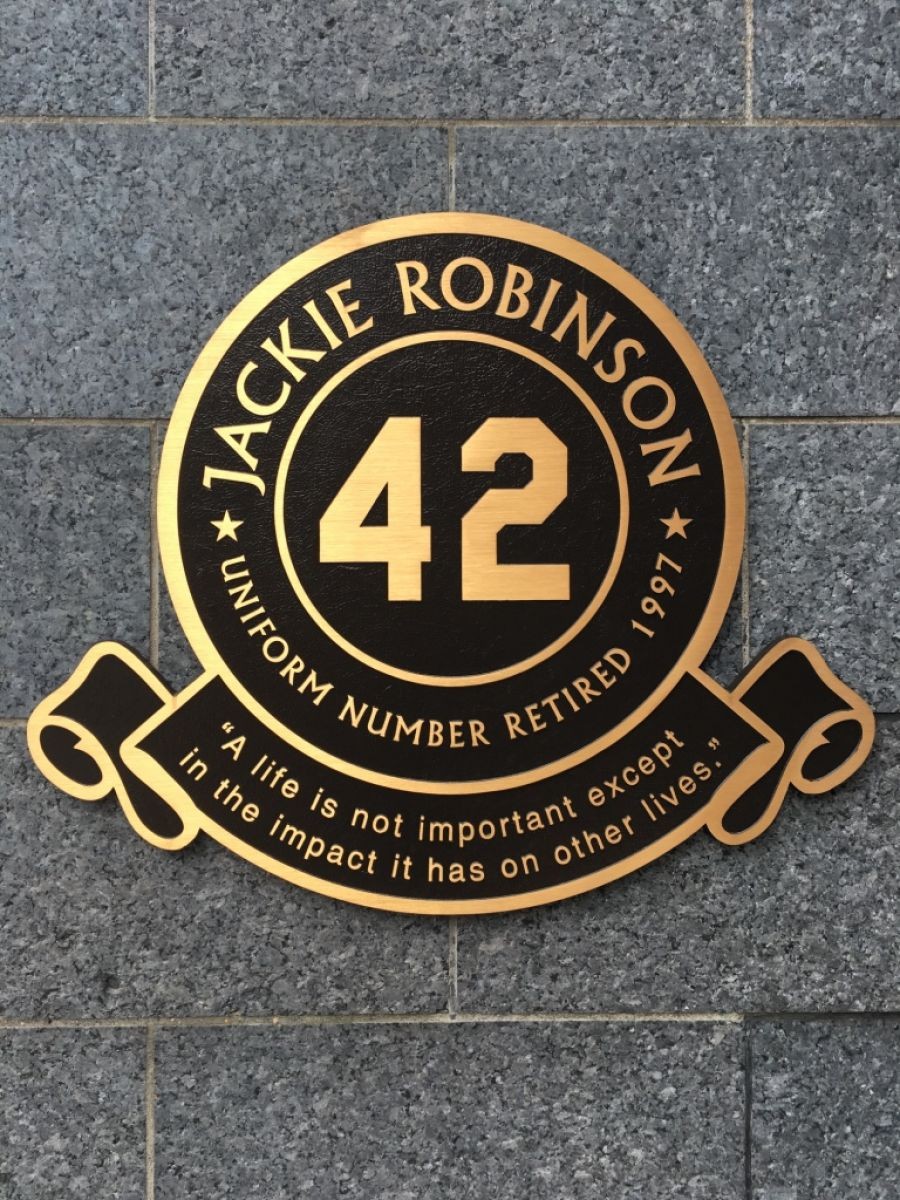 JACKIE ROBINSON
42
UNIFORM NUMBER RETIRED 1997
“A life is not important except
in the impact it has on other lives.”